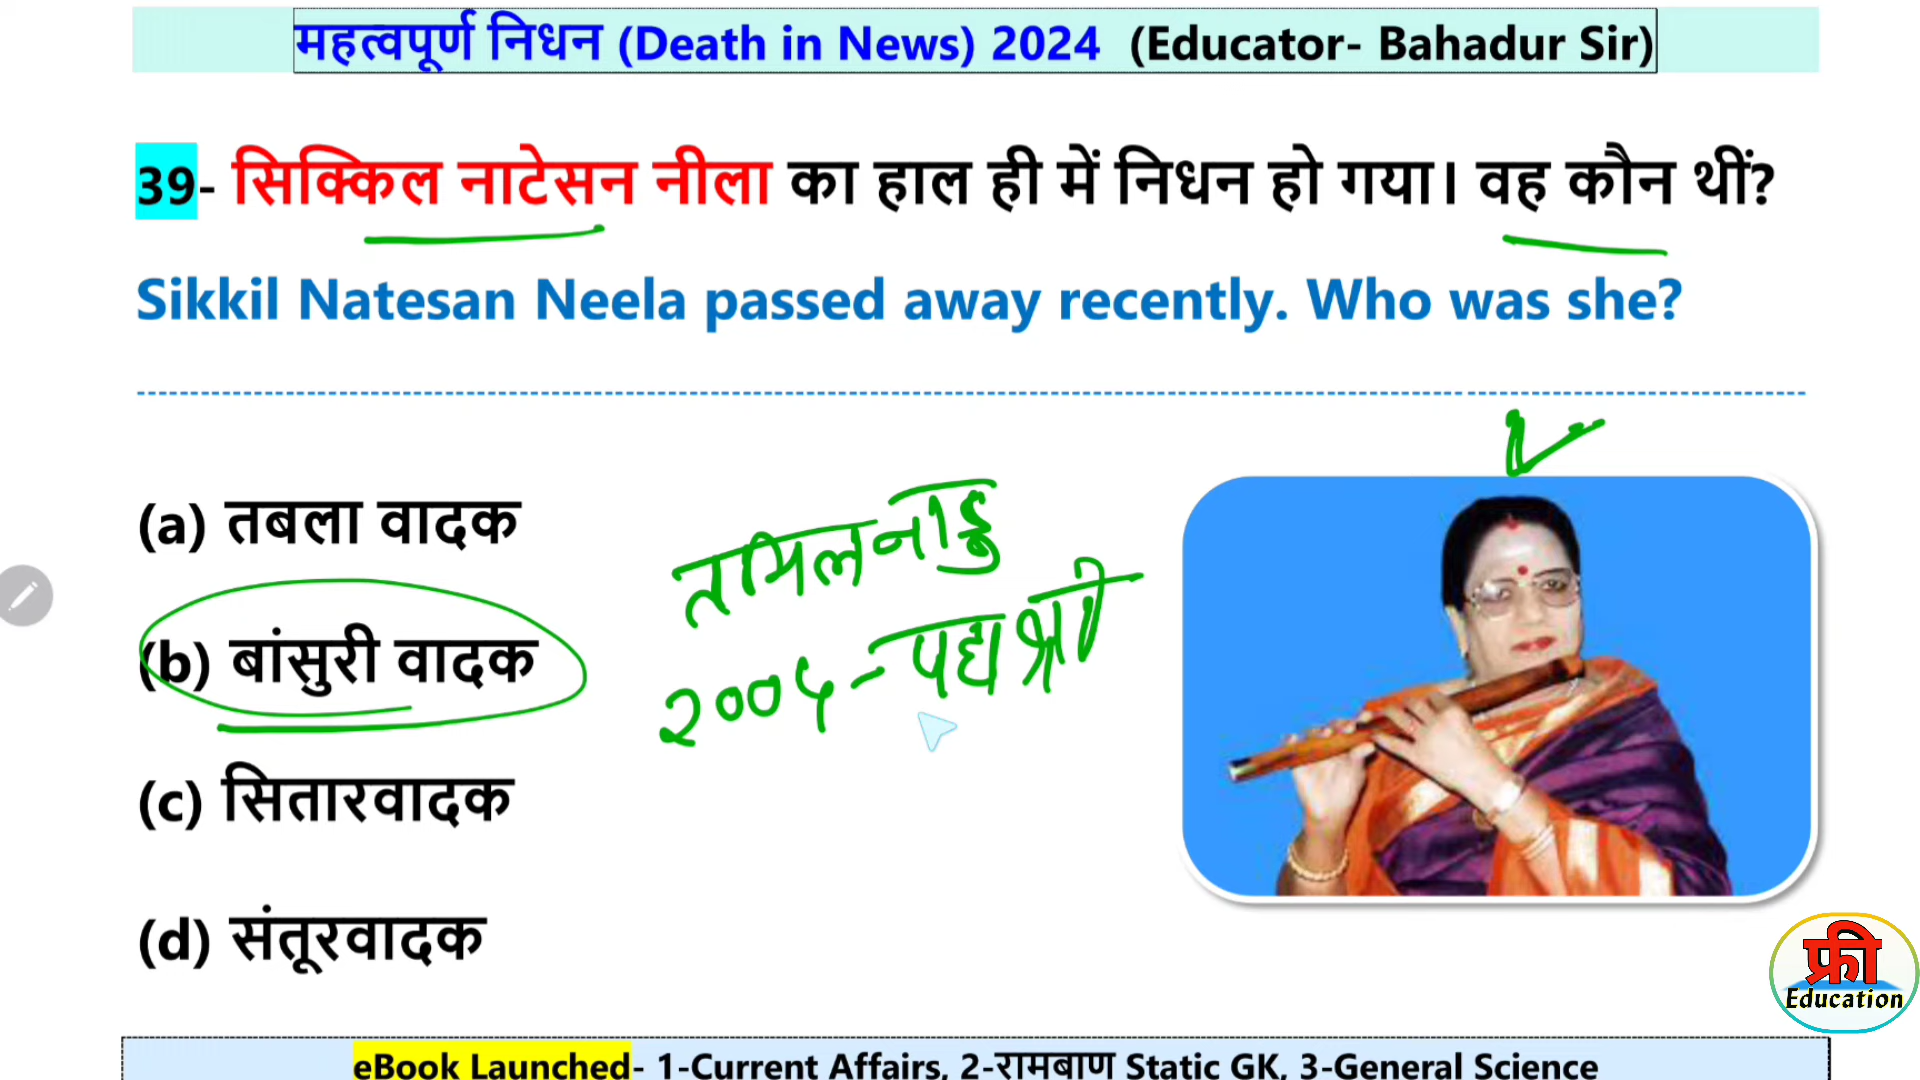 महत्वपूर्ण निधन (Death in News) 2024 (Educator- Bahadur Sir)
39- सिक्किल नाटेसन नीला का हाल ही में निधन हो गया। वह कौन थीं?
Sikkil Natesan Neela passed away recently. Who was she?
(a) तबला वादक
तमिलनाडु
(b) बांसुरी वादक
२००५ - पद्म श्री
(c) सितारवादक
(d) संतूरवादक
फ्री
Education
eBook Launched- 1-Current Affairs, 2-रामबाण Static GK, 3-General Science